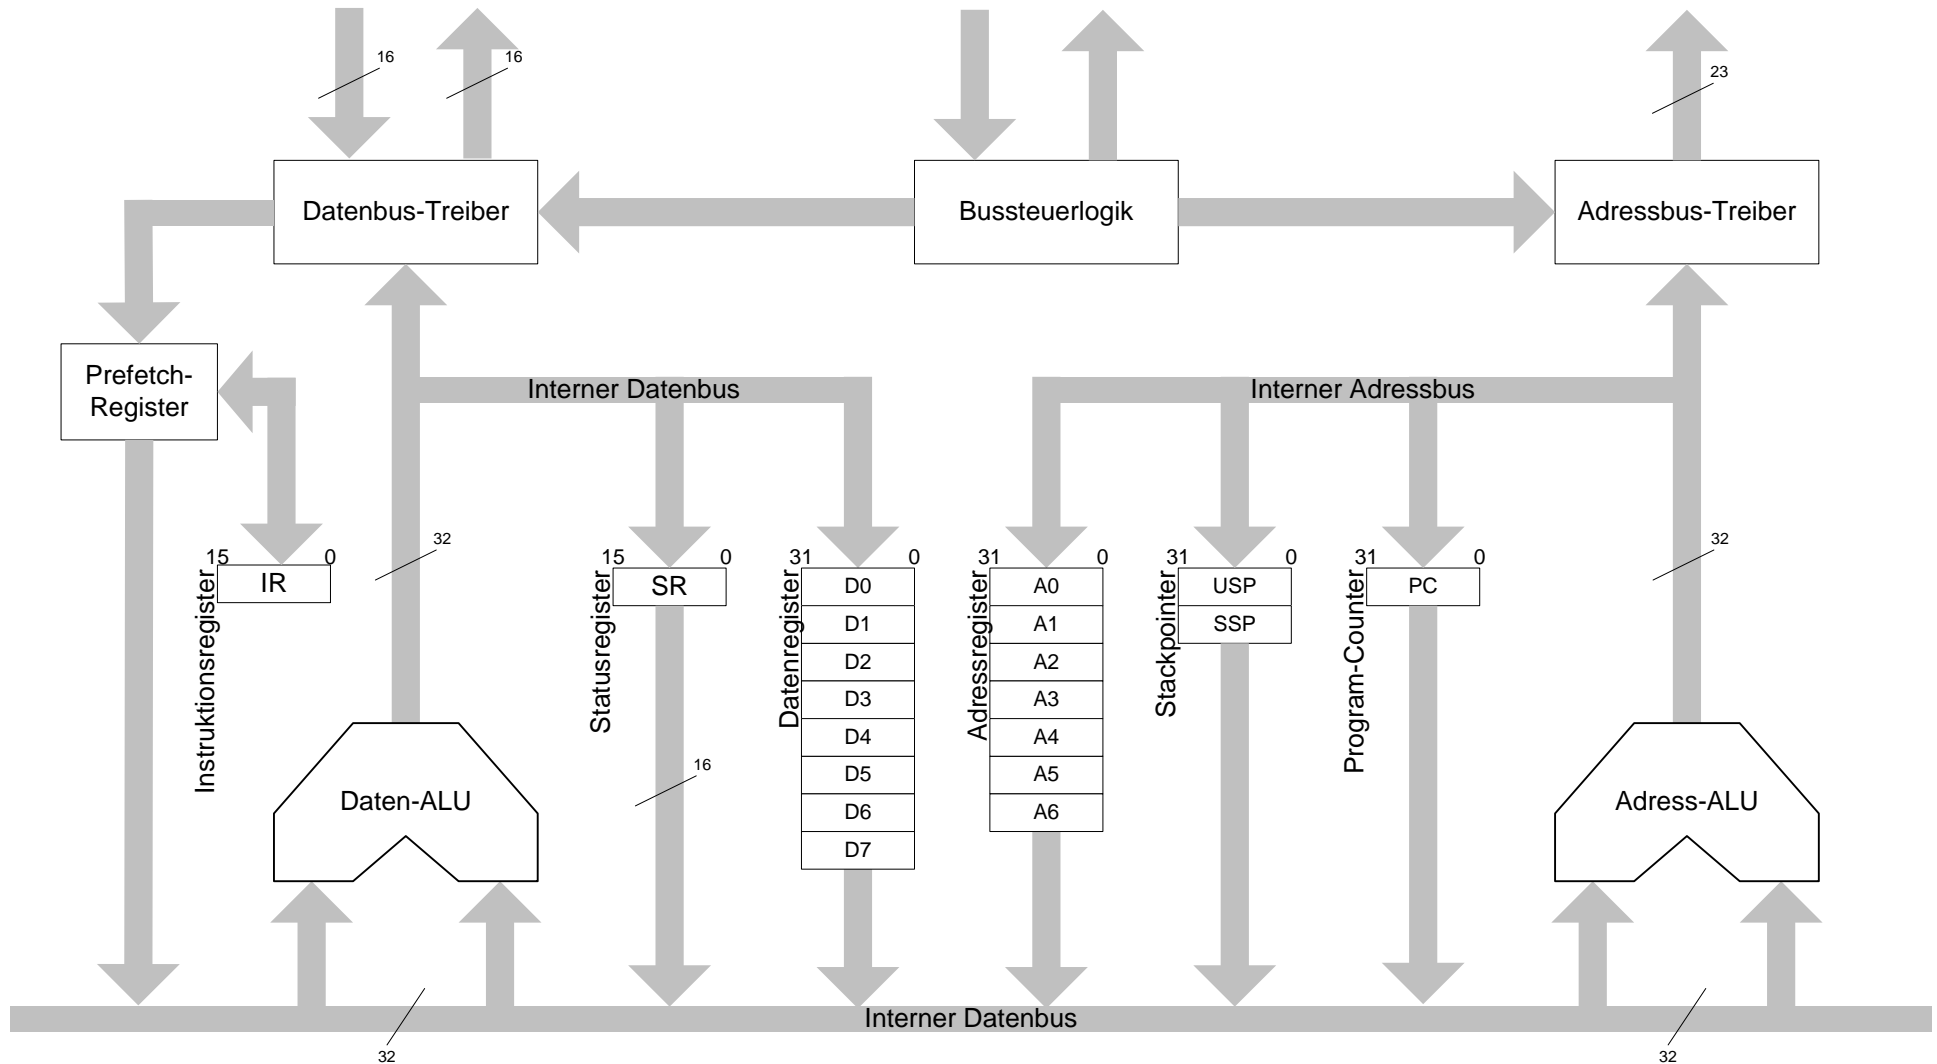 16
16
23
Datenbus-Treiber
Bussteuerlogik
Adressbus-Treiber
Prefetch-
Register
Interner Datenbus
Interner Adressbus
15
0
Instruktionsregister
IR
32
15
0
Statusregister
SR
16
31
0
Datenregister
D0
D1
D2
D3
D4
D5
D6
D7
31
0
Adressregister
A0
A1
A2
A3
A4
A5
A6
31
0
Stackpointer
USP
SSP
31
0
Program-Counter
PC
32
Daten-ALU
Adress-ALU
Interner Datenbus
32
32